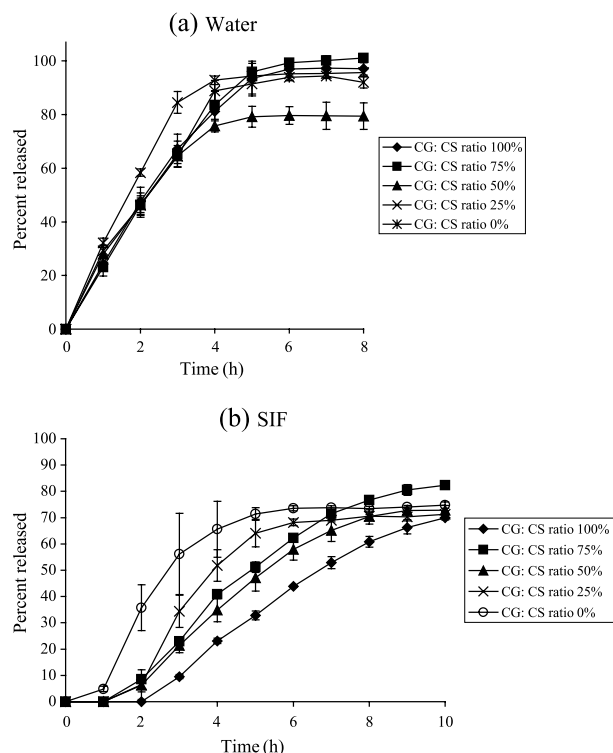 (a) Water
100
80
60
40
20
0
Percent released
0 2 4 6 8
Time (h)
CG: CS ratio 100%
CG: CS ratio 75%
CG: CS ratio 50%
CG: CS ratio 25%
CG: CS ratio 0%
(b) SIF
100
90
80
70
60
50
40
30
20
10
0
Percent released
0 2 4 6 8 10
Time (h)
CG: CS ratio 100%
CG: CS ratio 75%
CG: CS ratio 50%
CG: CS ratio 25%
CG: CS ratio 0%